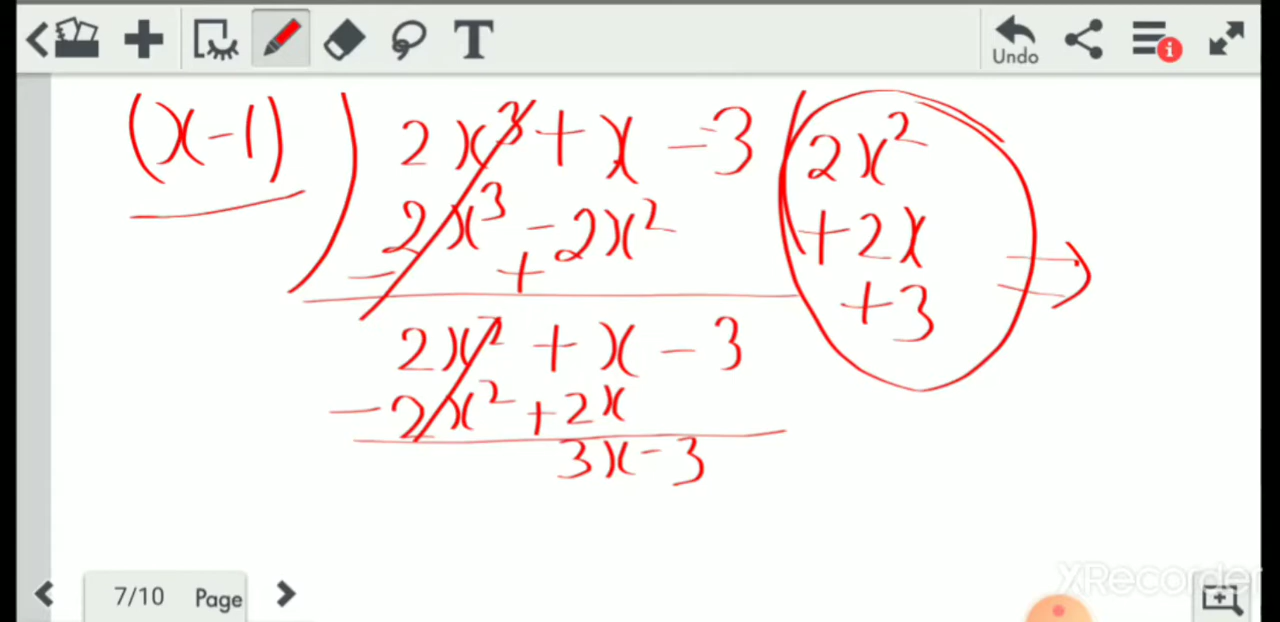 Undo
(x-1) ) 2x³ + x - 3 ( 2x²
2x³ - 2x² + 2x
- + + 3 ⇒
2x² + x - 3
- 2x² + 2x
3x - 3
7/10 Page
XRecorder